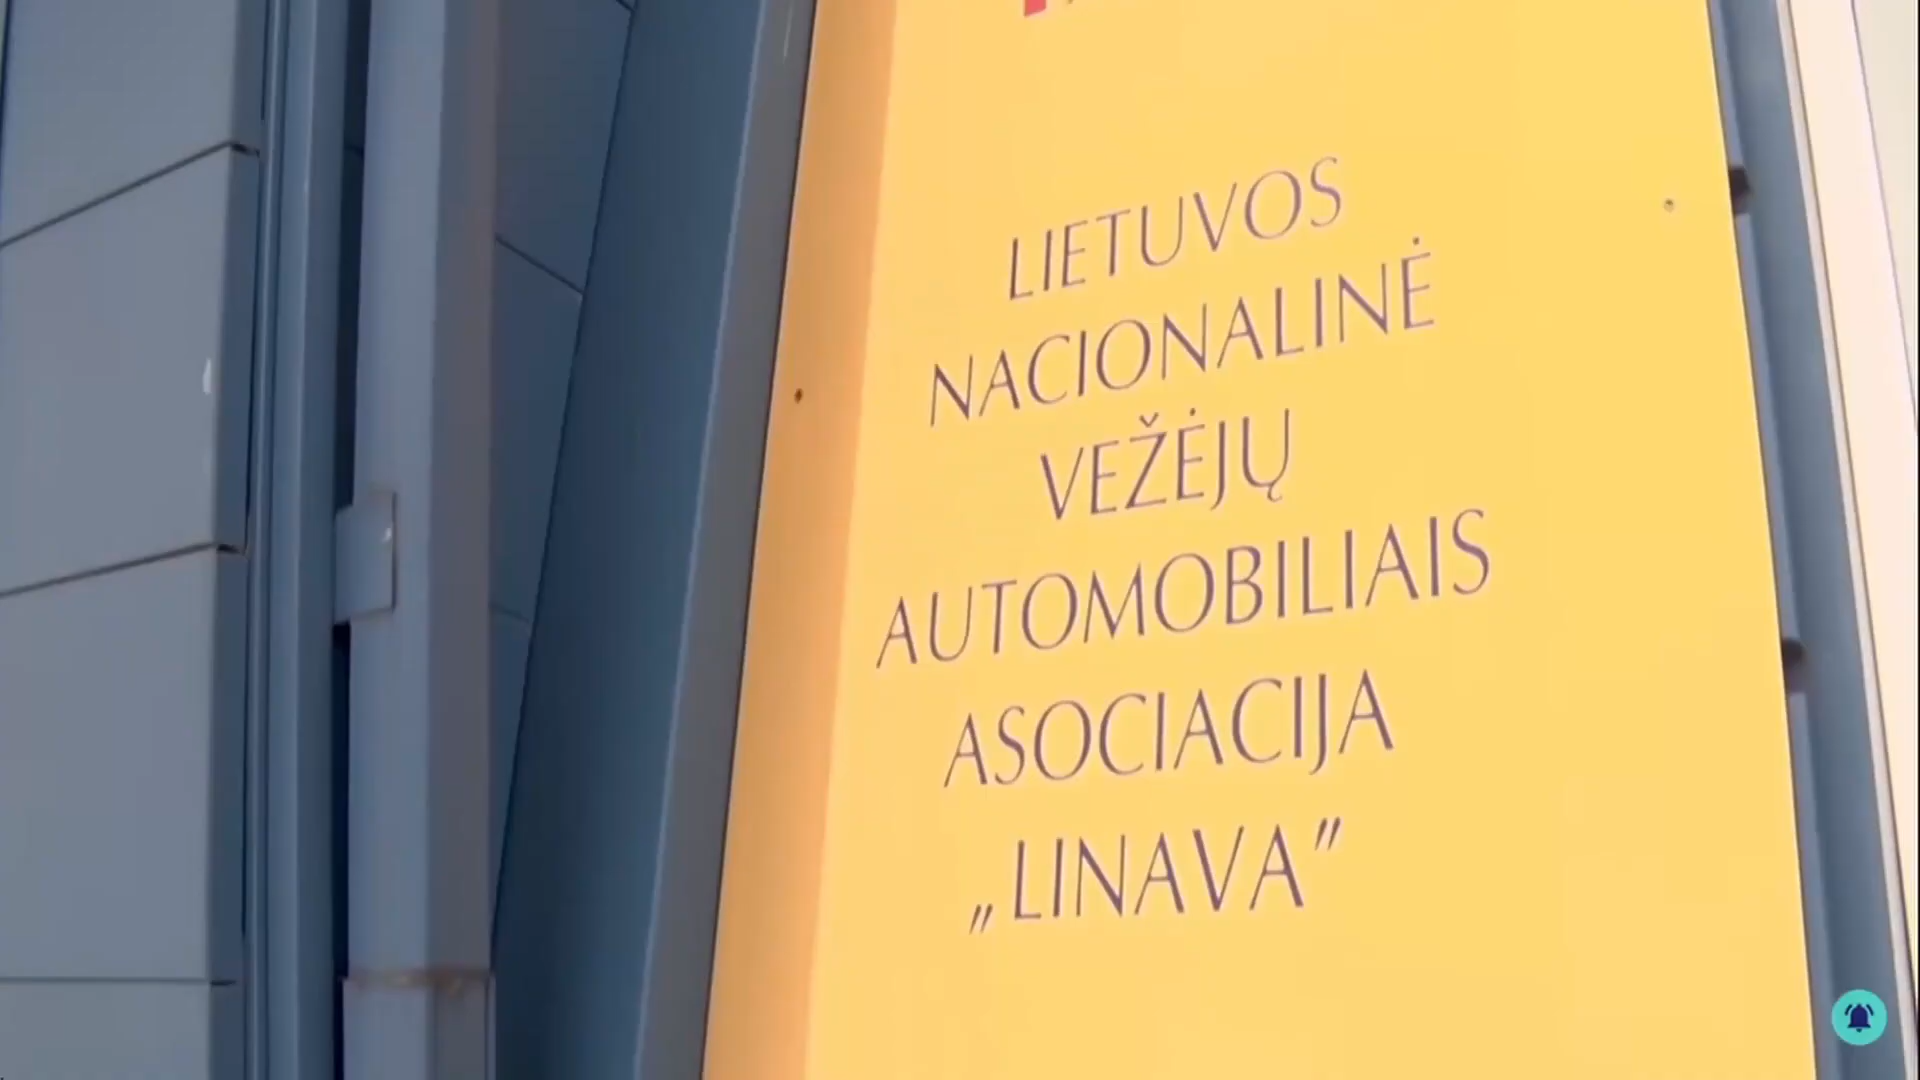 LIETUVOS
NACIONALINĖ
VEŽĖJŲ
AUTOMOBILIAIS
ASOCIACIJA
„LINAVA”